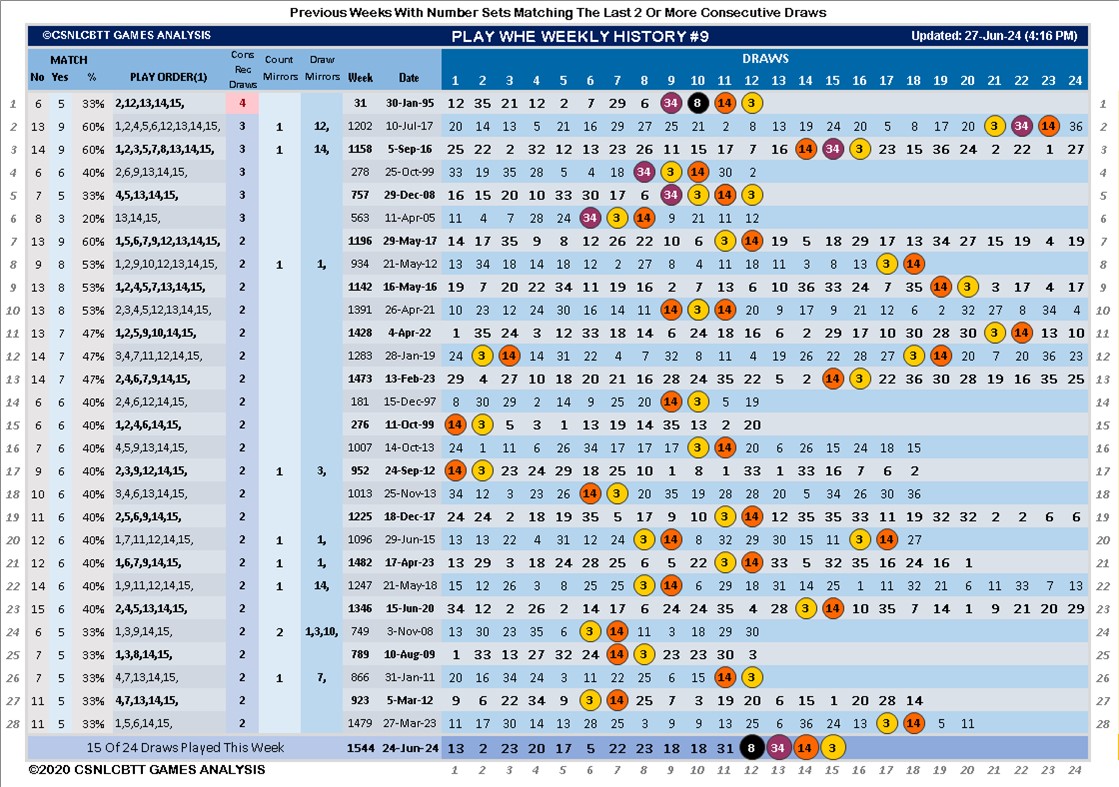 Previous Weeks With Number Sets Matching The Last 2 Or More Consecutive Draws
©CSNLCBTT GAMES ANALYSIS PLAY WHE WEEKLY HISTORY #9 Updated: 27-Jun-24 (4:16 PM)
MATCH Cons Rec Draws Count Mirrors Draw Mirrors DRAWS
No Yes % PLAY ORDER(1) Week Date 1 2 3 4 5 6 7 8 9 10 11 12 13 14 15 16 17 18 19 20 21 22 23 24
1 6 5 33% 2,12,13,14,15, 4 31 30-Jan-95 12 35 21 12 2 7 29 6 34 8 14 3 1
2 13 9 60% 1,2,4,5,6,12,13,14,15, 3 1 12, 1202 10-Jul-17 20 14 13 5 21 16 29 27 25 21 2 8 13 19 24 20 5 8 17 20 3 22 34 14 36 2
3 14 9 60% 1,2,3,5,7,8,13,14,15, 3 1 14, 1158 5-Sep-16 25 22 2 32 12 13 23 26 11 15 17 7 16 14 34 3 23 15 36 24 2 22 1 27 3
4 6 6 40% 2,6,9,13,14,15, 3 278 25-Oct-99 33 19 35 28 5 4 18 34 3 14 30 2 4
5 7 5 33% 4,5,13,14,15, 3 757 29-Dec-08 16 15 20 10 33 30 17 6 34 3 14 3 5
6 8 3 20% 13,14,15, 3 563 11-Apr-05 11 4 7 28 24 34 3 14 9 21 11 12 6
7 13 9 60% 1,5,6,7,9,12,13,14,15, 2 1196 29-May-17 14 17 35 9 8 12 26 22 10 6 3 14 19 5 18 29 17 13 34 27 15 19 4 19 7
8 9 8 53% 1,2,9,10,12,13,14,15, 2 1 1, 934 21-May-12 13 34 18 14 18 12 2 27 8 4 11 18 11 3 8 13 3 14 8
9 13 8 53% 1,2,4,5,7,13,14,15, 2 1142 16-May-16 19 7 20 22 34 11 19 16 2 7 13 6 10 36 33 24 7 35 14 3 3 17 4 17 9
10 13 8 53% 2,3,4,5,12,13,14,15, 2 1391 26-Apr-21 10 23 12 24 30 16 14 11 14 3 14 20 9 17 9 21 12 6 2 32 27 8 34 4 10
11 13 7 47% 1,2,5,9,10,14,15, 2 1428 4-Apr-22 1 35 24 3 12 33 18 14 6 24 18 16 6 2 29 17 10 30 28 30 3 14 13 10 11
12 14 7 47% 3,4,7,11,12,14,15, 2 1283 28-Jan-19 24 3 14 14 31 22 4 7 32 8 11 4 19 26 22 28 27 3 14 7 20 36 23 12
13 14 7 47% 2,4,6,7,9,14,15, 2 1473 13-Feb-23 29 4 27 10 18 20 21 16 28 24 35 22 5 2 14 3 22 36 30 28 19 16 35 25 13
14 6 6 40% 2,4,6,12,14,15, 2 181 15-Dec-97 8 30 29 2 14 9 25 20 14 3 5 19 14
15 6 6 40% 1,2,4,6,14,15, 2 276 11-Oct-99 14 3 5 3 1 13 19 14 35 13 2 20 15
16 7 6 40% 4,5,9,13,14,15, 2 1007 14-Oct-13 24 1 11 6 26 34 17 17 17 3 14 20 6 26 15 24 18 15 16
17 9 6 40% 2,3,9,12,14,15, 2 1 3, 952 24-Sep-12 14 3 23 24 29 18 25 10 1 8 1 33 1 33 16 7 6 2 17
18 10 6 40% 3,4,6,13,14,15, 2 1013 25-Nov-13 34 12 3 23 26 14 3 20 35 19 28 28 20 5 34 26 30 36 18
19 11 6 40% 2,5,6,9,14,15, 2 1225 18-Dec-17 24 24 2 18 19 35 5 17 9 10 3 14 12 35 35 33 11 19 32 32 2 2 6 6 19
20 12 6 40% 1,7,11,12,14,15, 2 1 1, 1096 29-Jun-15 13 13 22 4 31 12 24 3 14 8 32 29 30 15 11 3 14 27 20
21 12 6 40% 1,6,7,9,14,15, 2 1 1, 1482 17-Apr-23 13 29 3 18 24 28 25 6 5 22 3 14 33 5 32 35 16 24 16 1 21
22 14 6 40% 1,9,11,12,14,15, 2 1 14, 1247 21-May-18 15 12 26 3 8 25 25 3 14 6 29 18 31 14 25 1 11 32 21 6 11 33 7 13 22
23 15 6 40% 2,4,5,13,14,15, 2 1346 15-Jun-20 34 12 2 26 2 14 17 6 24 24 35 4 28 3 14 10 35 7 14 1 9 21 20 29 23
24 6 5 33% 1,3,9,14,15, 2 2 1,3,10, 749 3-Nov-08 13 30 23 35 6 3 14 11 3 18 29 30 24
25 7 5 33% 1,3,8,14,15, 2 789 10-Aug-09 1 33 13 27 32 24 14 3 23 23 30 3 25
26 7 5 33% 4,7,13,14,15, 2 1 7, 866 31-Jan-11 20 16 34 24 3 11 22 25 6 15 14 3 26
27 11 5 33% 4,7,13,14,15, 2 923 5-Mar-12 9 6 22 34 9 3 14 25 7 3 19 20 6 15 1 20 28 14 27
28 11 5 33% 1,5,6,14,15, 2 1479 27-Mar-23 11 17 30 14 13 28 25 3 9 9 13 25 6 36 24 13 3 14 5 11 28
15 Of 24 Draws Played This Week 1544 24-Jun-24 13 2 23 20 17 5 22 23 18 18 31 8 34 14 3
©2020 CSNLCBTT GAMES ANALYSIS 1 2 3 4 5 6 7 8 9 10 11 12 13 14 15 16 17 18 19 20 21 22 23 24